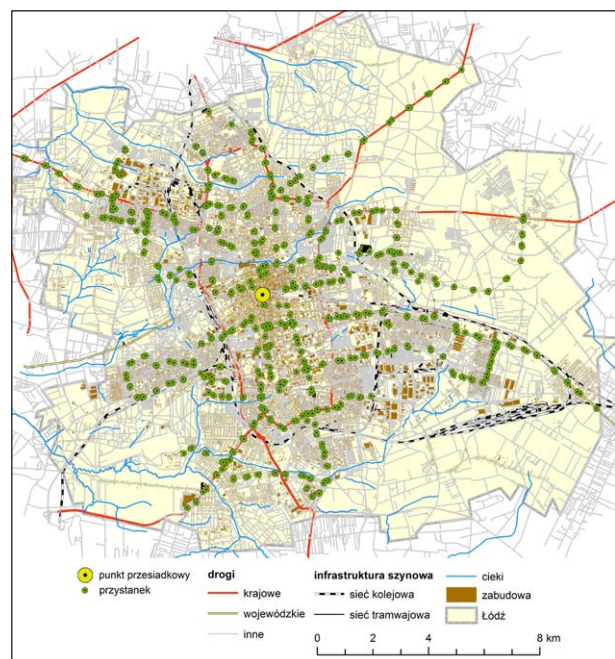 punkt przesiadkowy
przystanek
drogi
krajowe
wojewódzkie
inne
infrastruktura szynowa
sieć kolejowa
sieć tramwajowa
cieki
zabudowa
Łódź
0 2 4 8 km